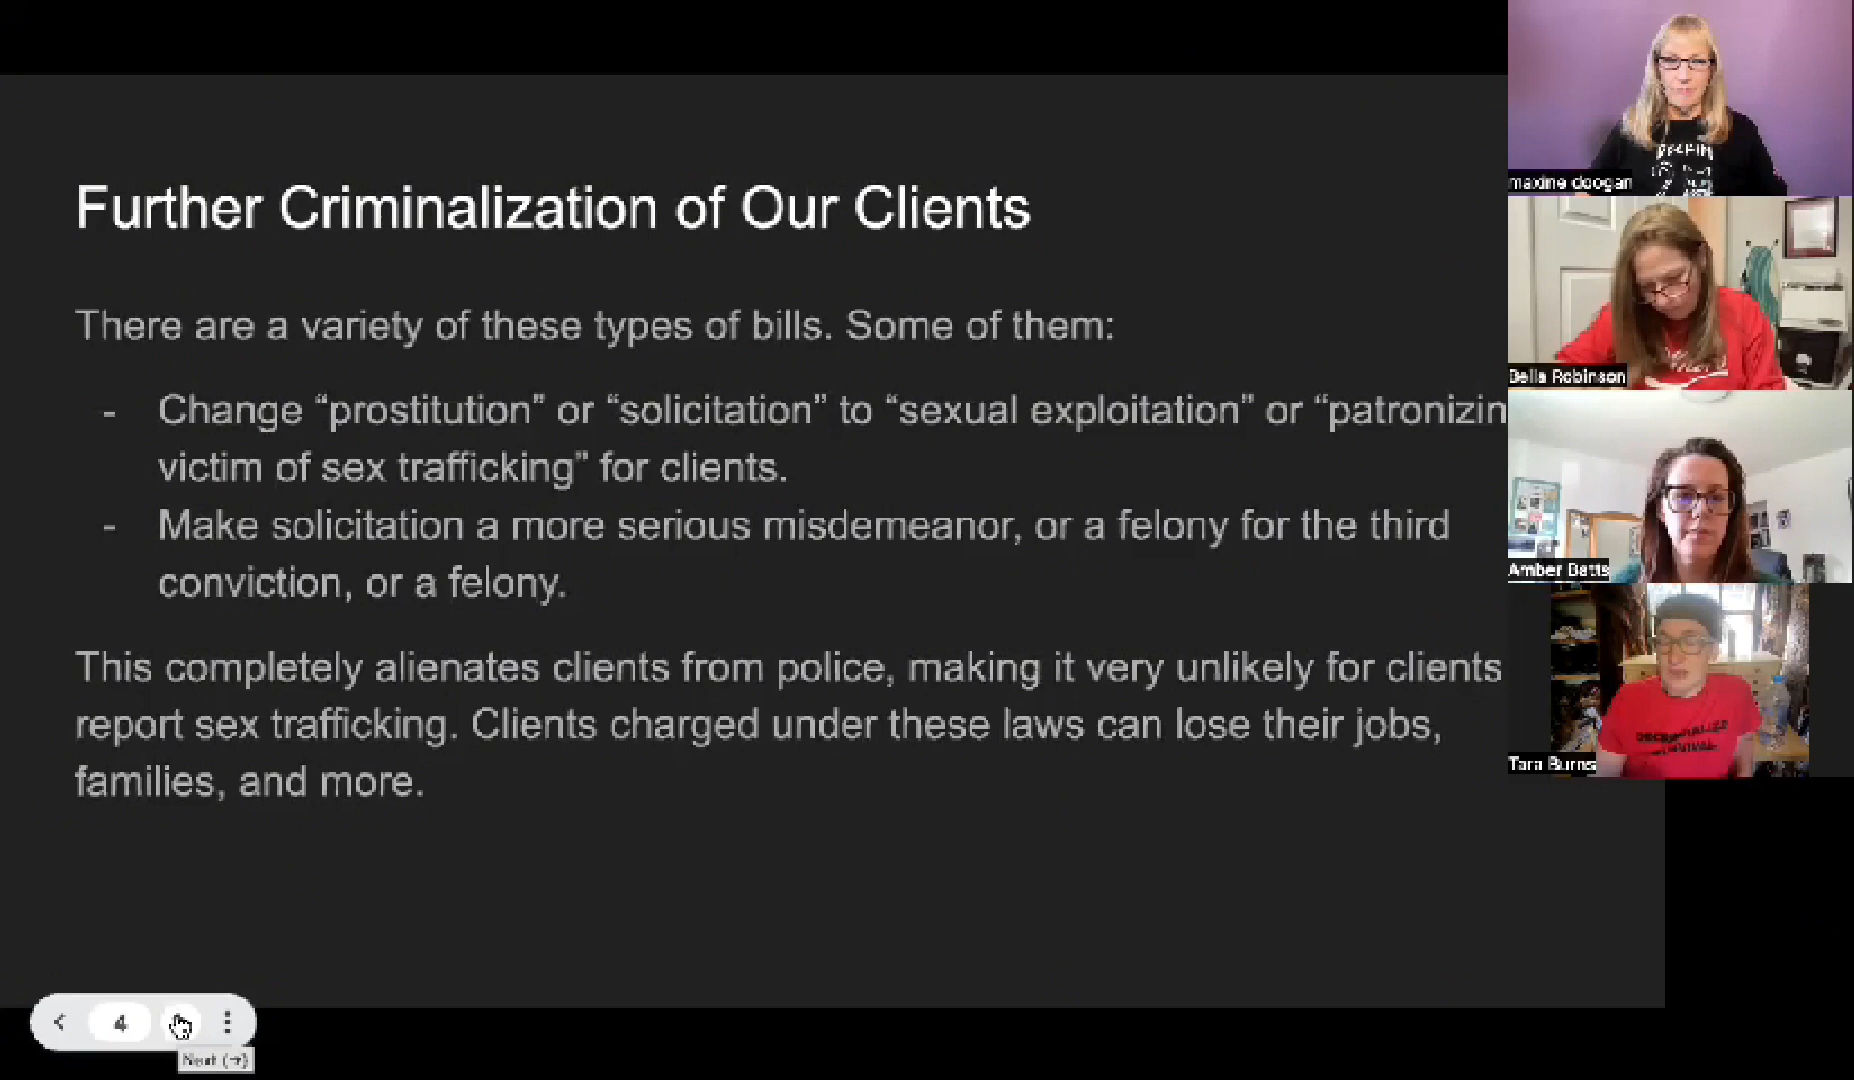 Further Criminalization of Our Clients
There are a variety of these types of bills. Some of them:
- Change “prostitution” or “solicitation” to “sexual exploitation” or “patronizin
victim of sex trafficking” for clients.
- Make solicitation a more serious misdemeanor, or a felony for the third
conviction, or a felony.
This completely alienates clients from police, making it very unlikely for clients
report sex trafficking. Clients charged under these laws can lose their jobs,
families, and more.
4
Next (→)
maxine doogan
Bella Robinson
Amber Batts
Tara Burns